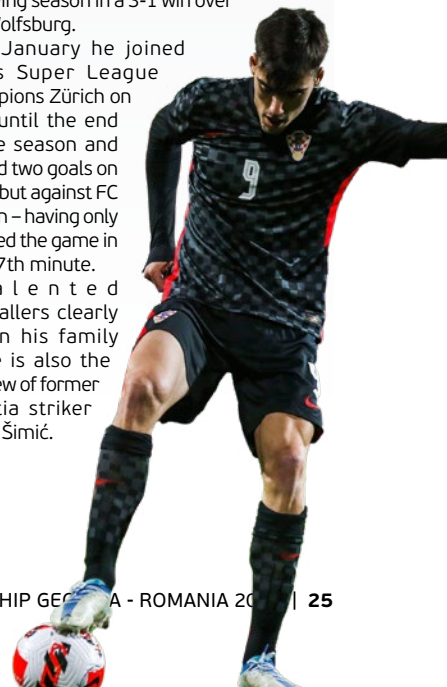 ing season in a 3-1 win over
olfsburg.
January he joined
s Super League
pions Zürich on
until the end
e season and
d two goals on
but against FC
n – having only
ed the game in
7th minute.
alented
allers clearly
n his family
e is also the
ew of former
tia striker
Šimić.
9
HIP GE A - ROMANIA 20 | 25